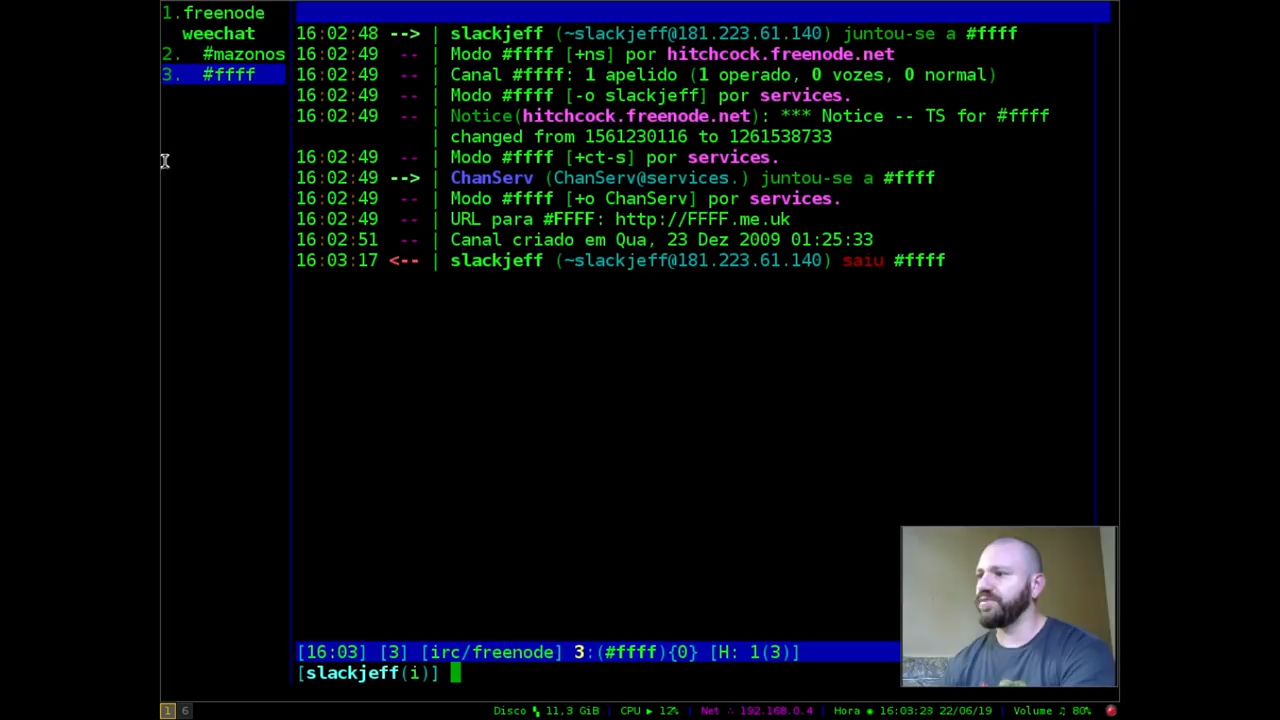 1.freenode
weechat
2.  #mazonos
3.  #ffff
16:02:48 --> | slackjeff (~slackjeff@181.223.61.140) juntou-se a #ffff
16:02:49  -- | Modo #ffff [+ns] por hitchcock.freenode.net
16:02:49  -- | Canal #ffff: 1 apelido (1 operado, 0 vozes, 0 normal)
16:02:49  -- | Modo #ffff [-o slackjeff] por services.
16:02:49  -- | Notice(hitchcock.freenode.net): *** Notice -- TS for #ffff
| changed from 1561230116 to 1261538733
16:02:49  -- | Modo #ffff [+ct-s] por services.
16:02:49 --> | ChanServ (ChanServ@services.) juntou-se a #ffff
16:02:49  -- | Modo #ffff [+o ChanServ] por services.
16:02:49  -- | URL para #FFFF: http://FFFF.me.uk
16:02:51  -- | Canal criado em Qua, 23 Dez 2009 01:25:33
16:03:17 <-- | slackjeff (~slackjeff@181.223.61.140) saiu #ffff
[16:03] [3] [irc/freenode] 3:(#ffff){0} [H: 1(3)]
[slackjeff(i)]
1 6 Disco ▚ 11,3 GiB | CPU ▶ 12% | Net ∴ 192.168.0.4 | Hora ◉ 16:03:23 22/06/19 | Volume ♫ 80%